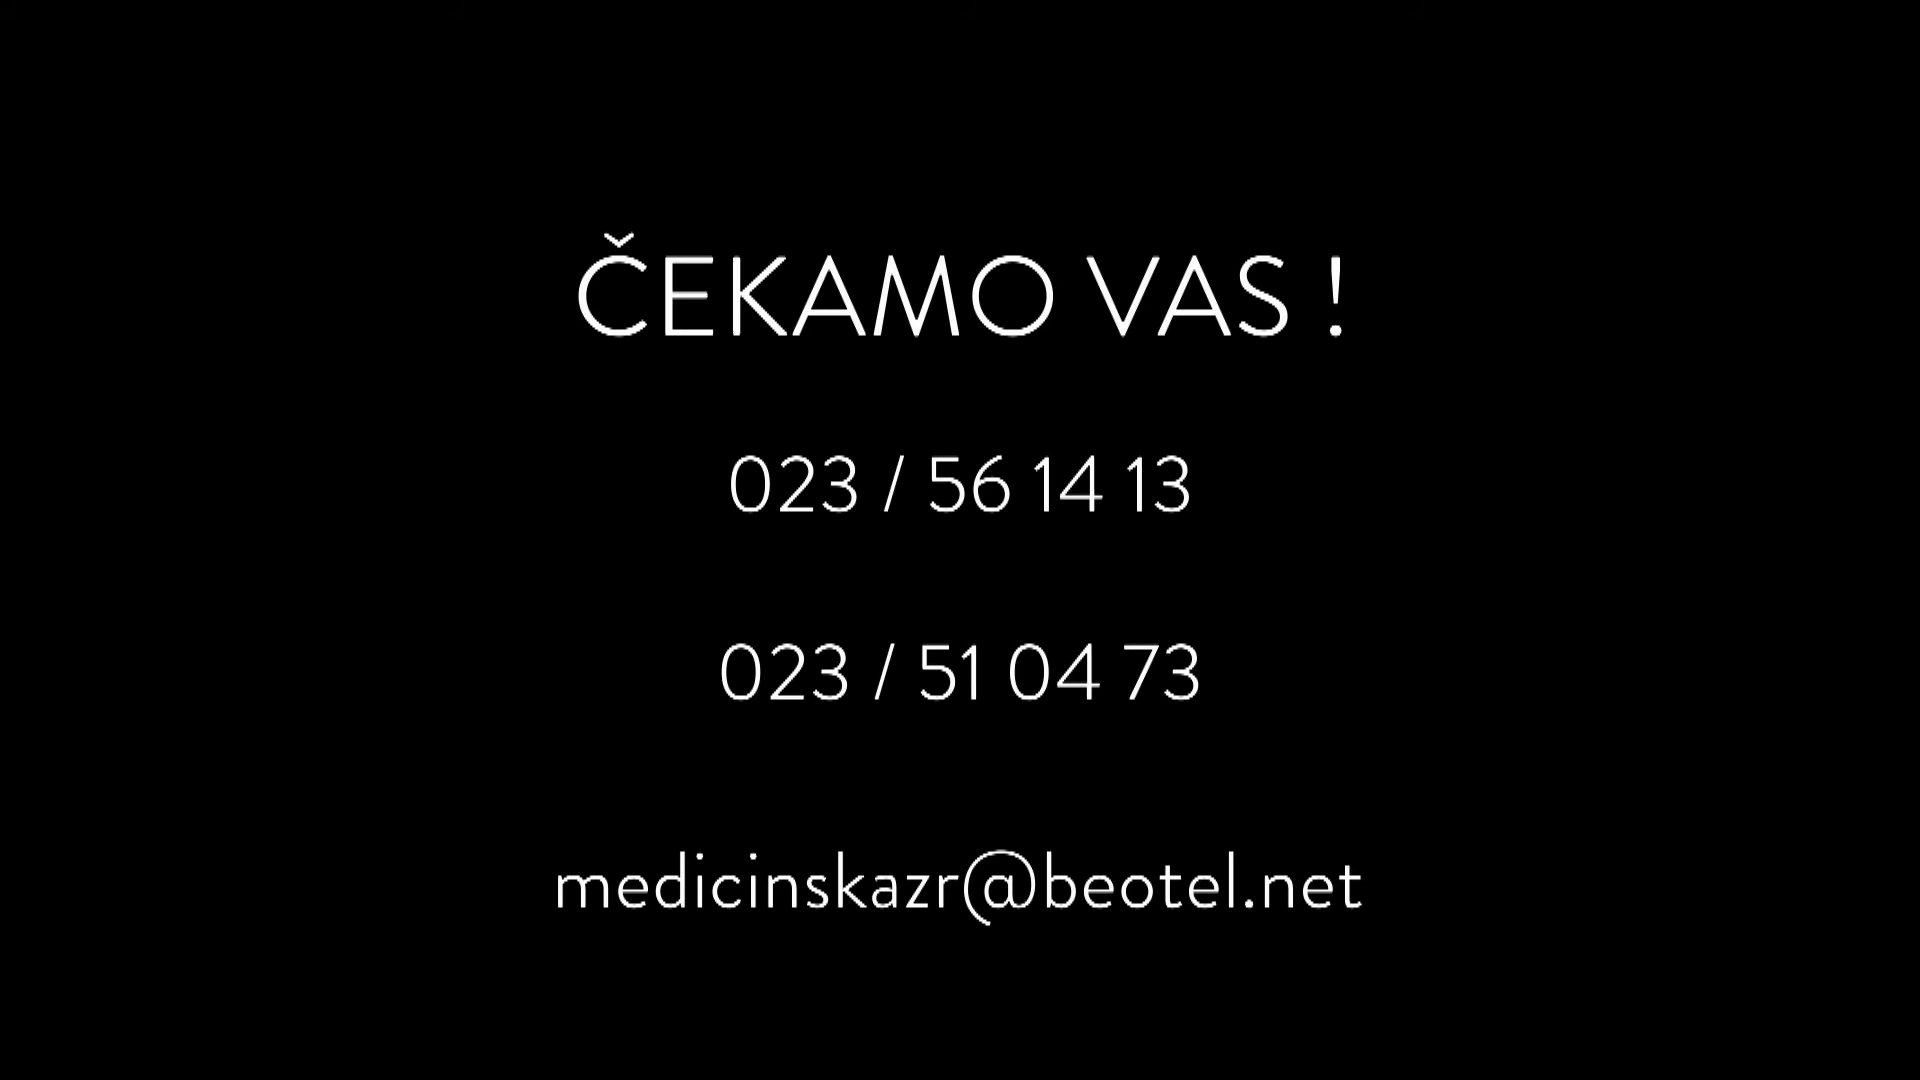 ČEKAMO VAS !
023 / 56 14 13
023 / 51 04 73
medicinskazr@beotel.net